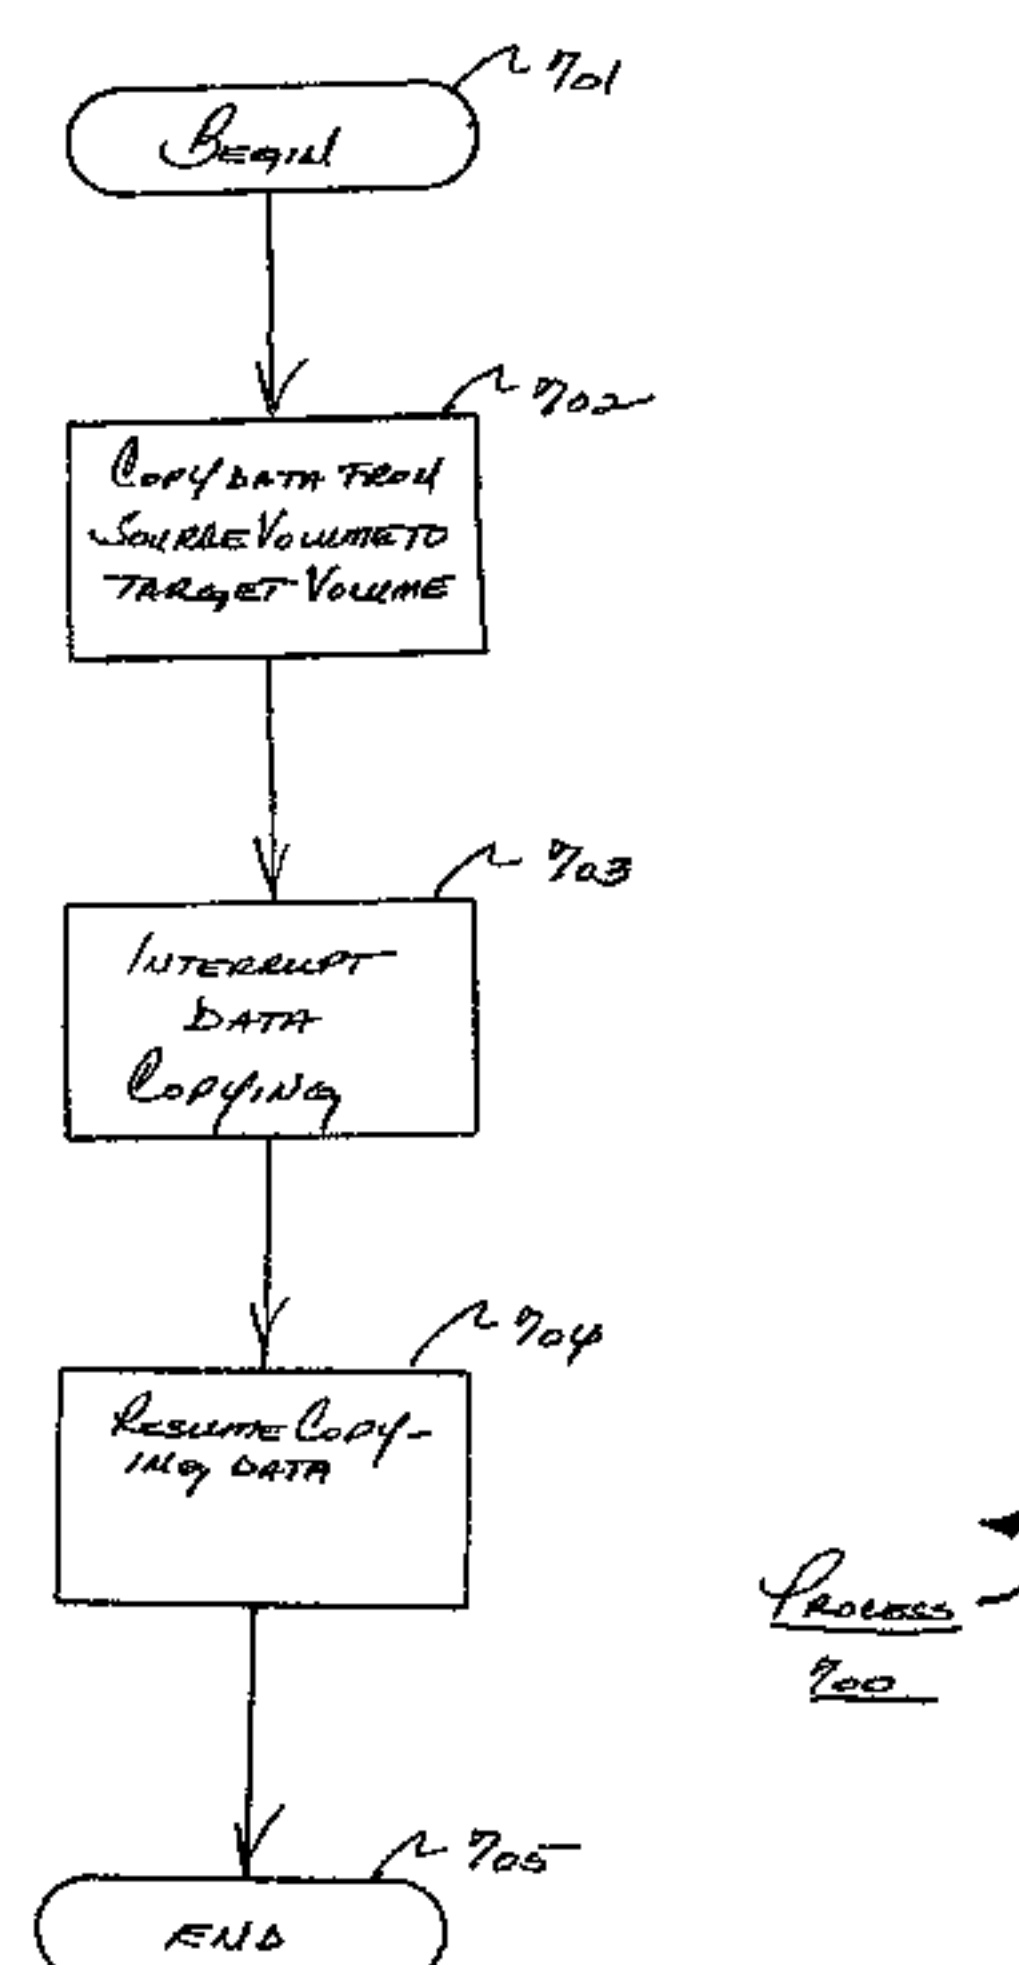 701
Begin
702
Copy data from
Source Volume to
Target Volume
703
Interrupt
Data
Copying
704
Resume Copy-
ing data
Process
700
705
End